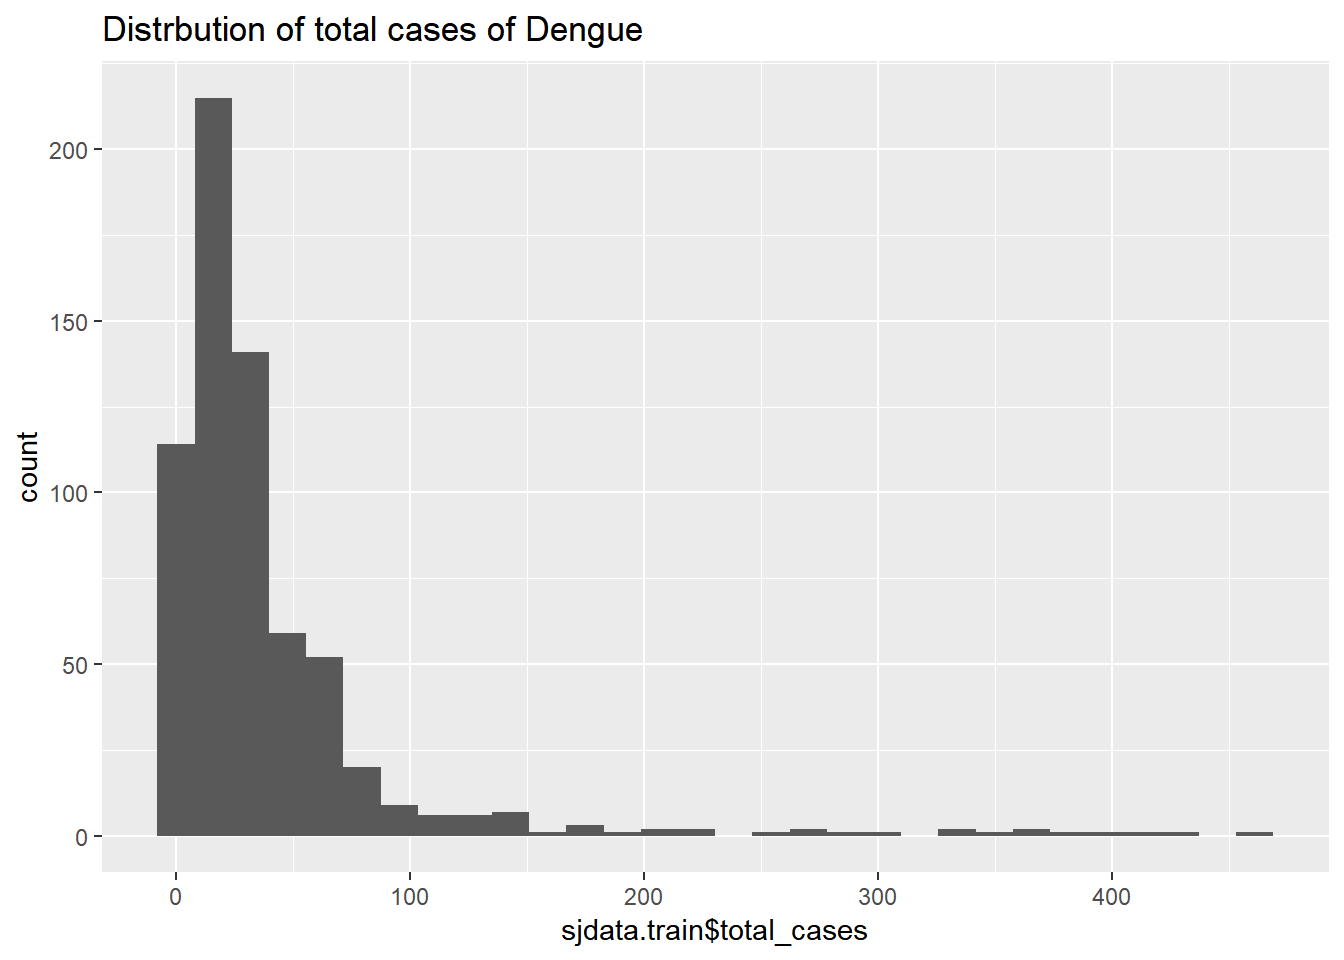 Distrbution of total cases of Dengue
count
200
150
100
50
0
0 100 200 300 400
sjdata.train$total_cases